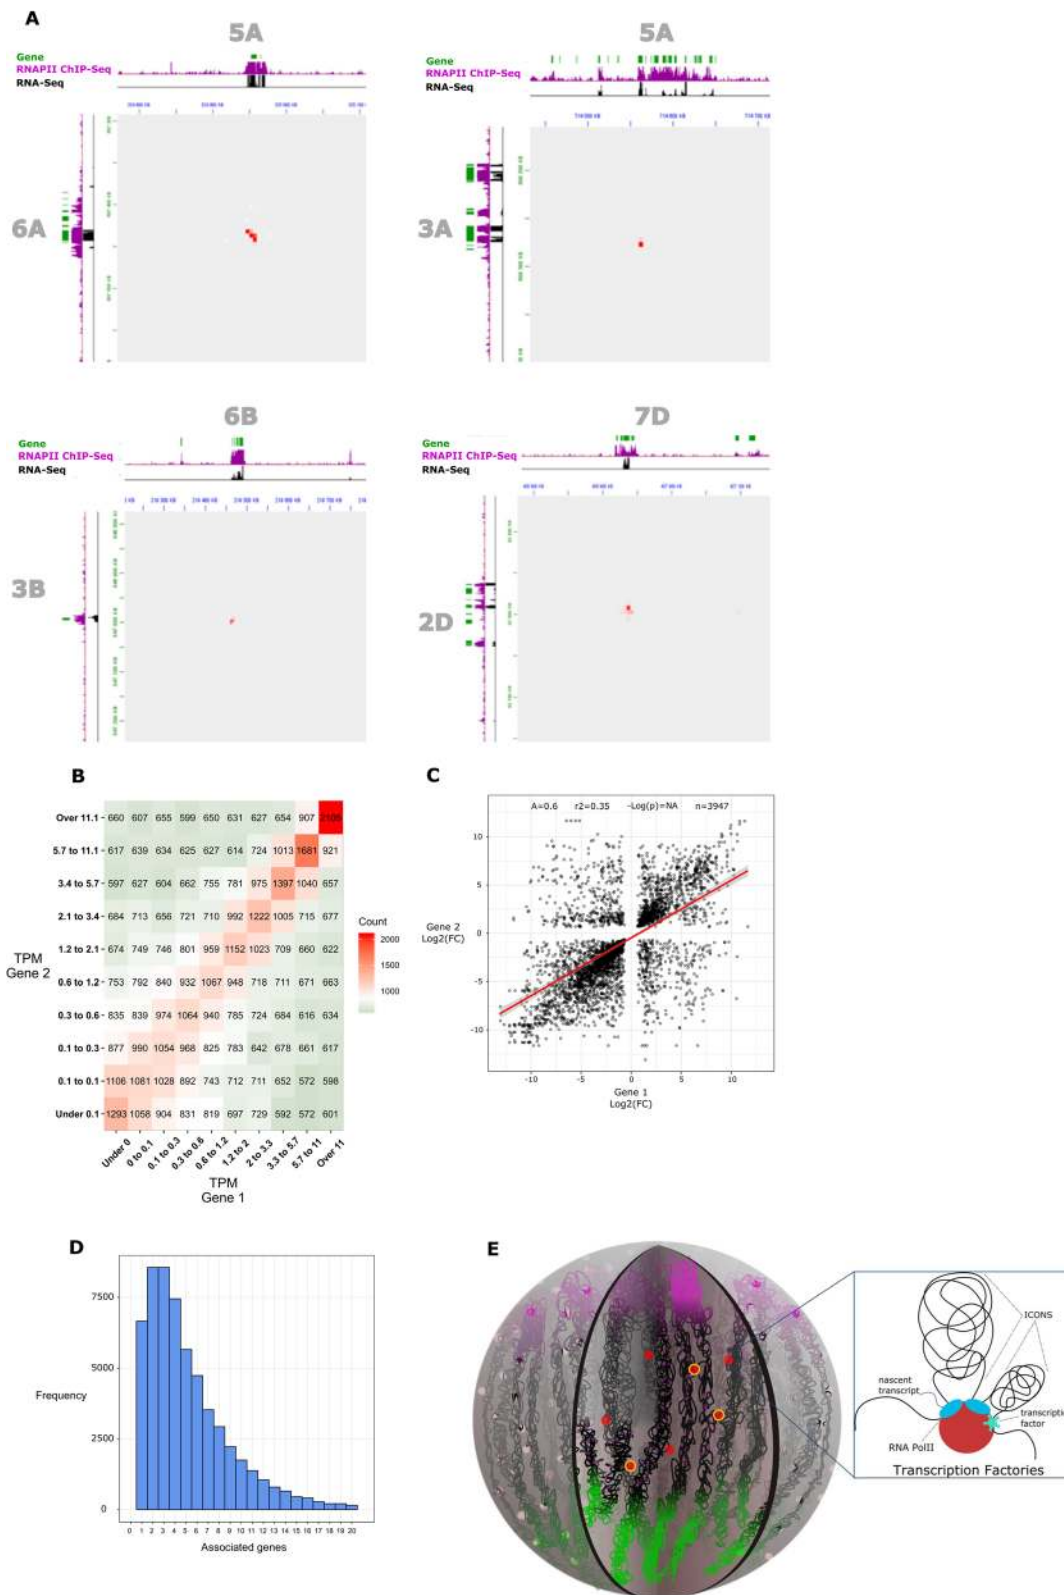 A
5A
Gene
RNAPII ChIP-Seq
RNA-Seq
6A
5A
3A
6B
Gene
RNAPII ChIP-Seq
RNA-Seq
3B
7D
Gene
RNAPII ChIP-Seq
RNA-Seq
2D
B
Over 11.1 660 607 655 599 650 631 627 654 907 2106
5.7 to 11.1 617 639 634 625 627 614 724 1013 1681 921
3.4 to 5.7 597 627 604 662 755 781 975 1397 1040 657
2.1 to 3.4 684 713 656 721 710 992 1222 1005 715 677
1.2 to 2.1 674 749 746 801 959 1152 1023 709 660 622
0.6 to 1.2 753 792 840 932 1067 948 718 711 671 663
0.3 to 0.6 835 839 974 1064 940 785 724 684 616 634
0.1 to 0.3 877 990 1054 968 825 783 642 678 661 617
0.1 to 0.1 1106 1081 1028 892 743 712 711 652 572 598
Under 0.1 1293 1058 904 831 819 697 729 592 572 601
TPM
Gene 2
Under 0
0 to 0.1
0.1 to 0.3
0.3 to 0.6
0.6 to 1.2
1.2 to 2
2 to 3.3
3.3 to 5.7
5.7 to 11
Over 11
TPM
Gene 1
Count
2000
1000
C
A=0.6 r2=0.35 -Log(p)=NA n=3947
10
5
0
-5
-10
Gene 2
Log2(FC)
-10 -5 0 5 10
Gene 1
Log2(FC)
D
7500
5000
2500
0
Frequency
0 1 2 3 4 5 6 7 8 9 10 11 12 13 14 15 16 17 18 19 20
Associated genes
E
ICONS
nascent
transcript
transcription
factor
RNA PolII
Transcription Factories